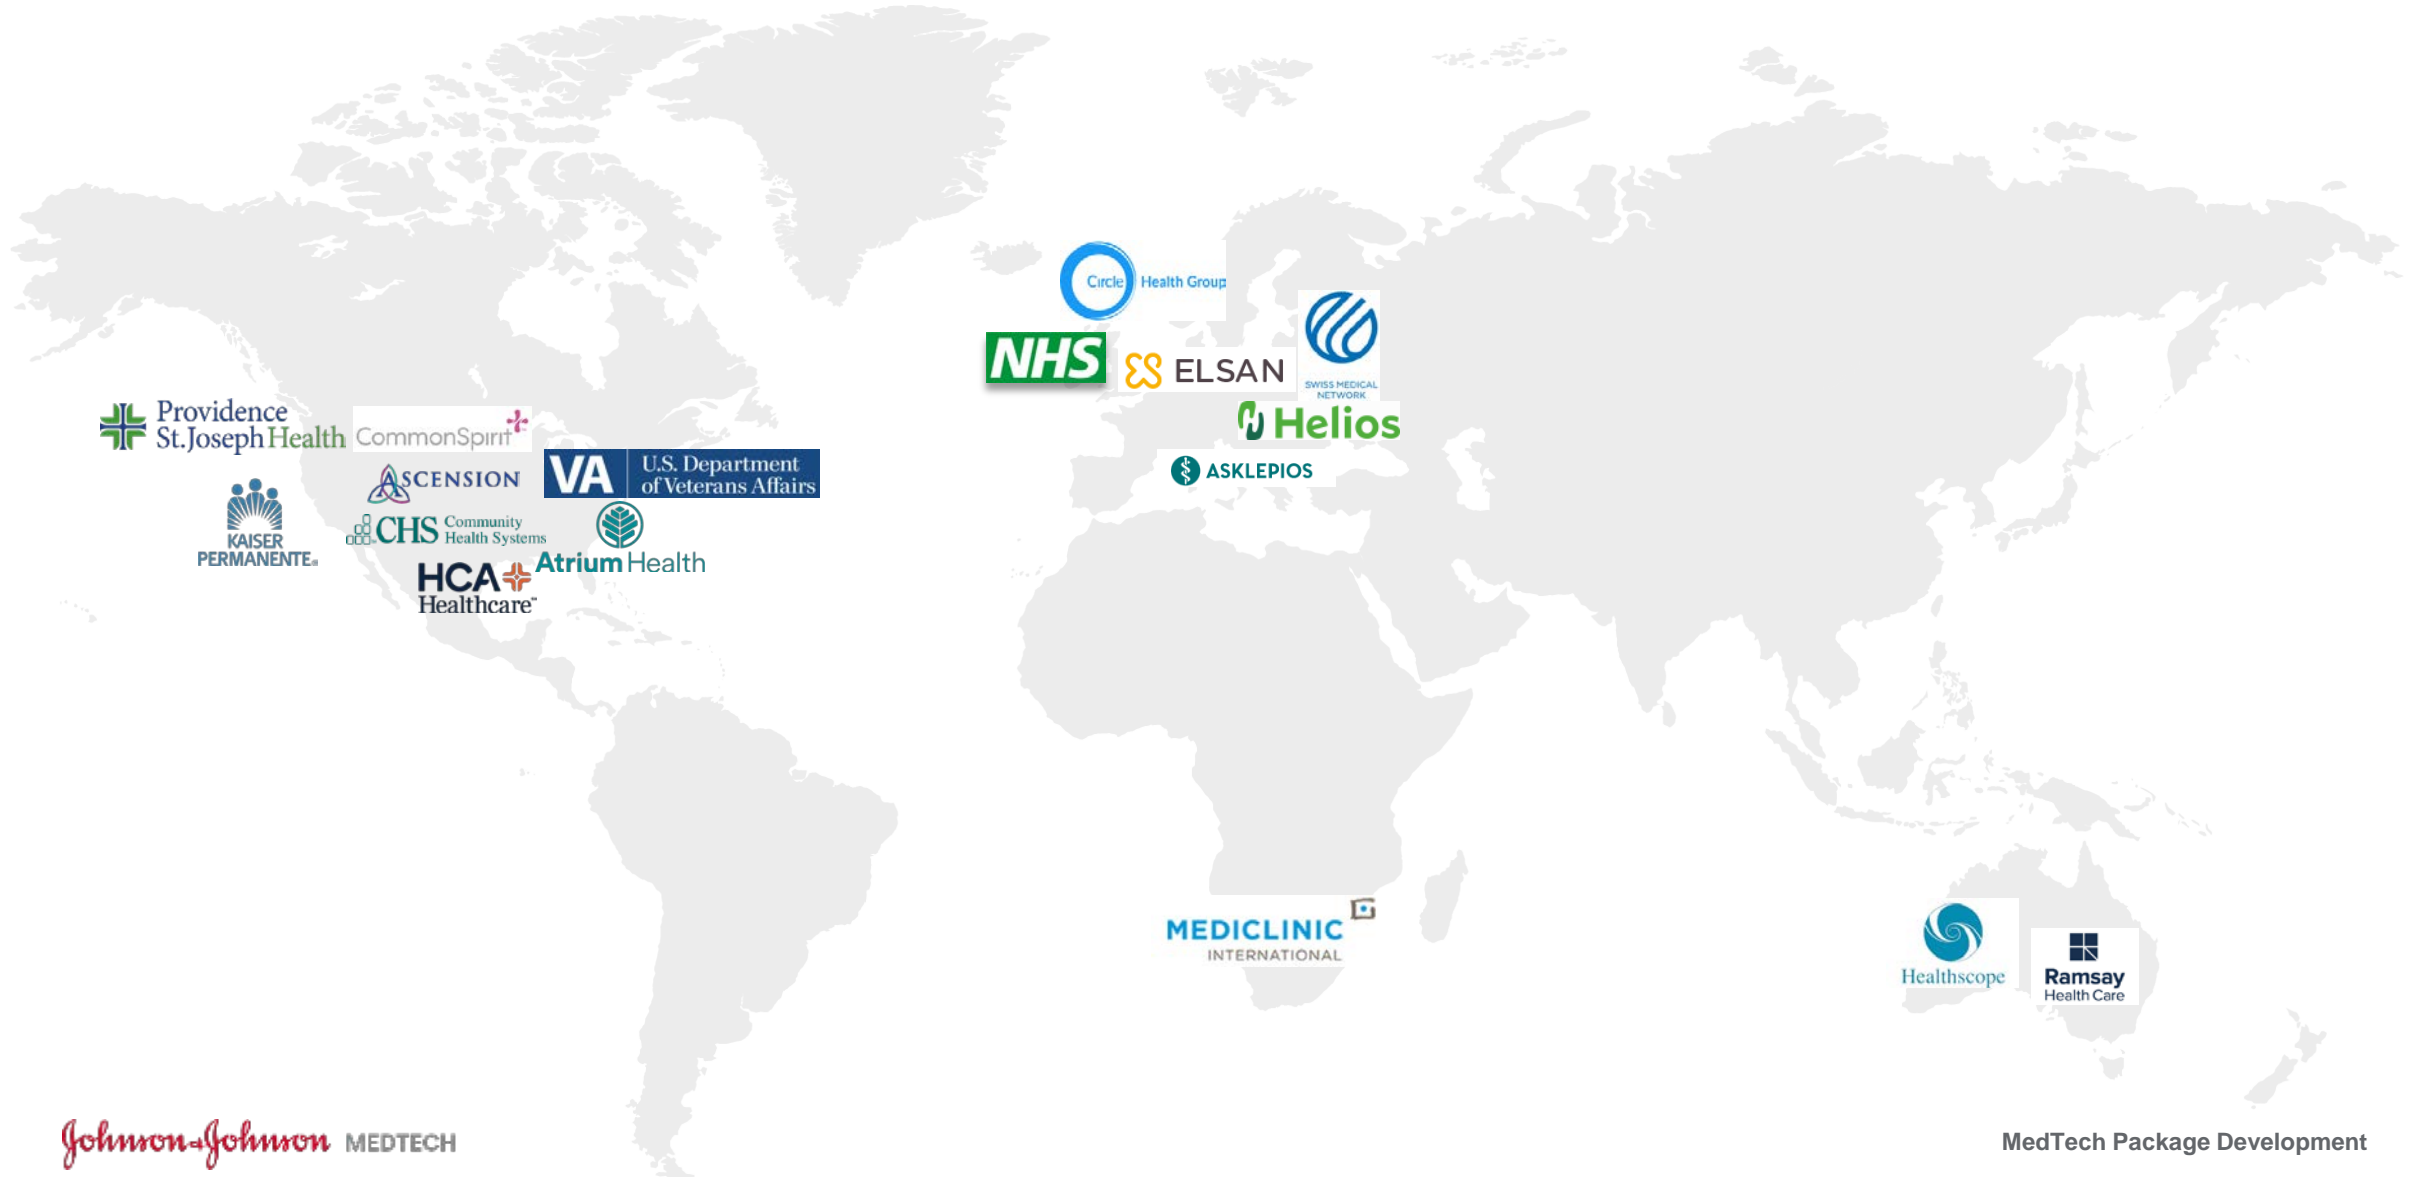 Circle Health Group
SWISS MEDICAL
NETWORK
NHS
ELSAN
Helios
ASKLEPIOS
Providence
St.Joseph Health
CommonSpirit
ASCENSION
VA U.S. Department
of Veterans Affairs
KAISER
PERMANENTE®
CHS Community
Health Systems
Atrium Health
HCA
Healthcare™
MEDICLINIC
INTERNATIONAL
Healthscope
Ramsay
Health Care
Johnson+Johnson MEDTECH
MedTech Package Development